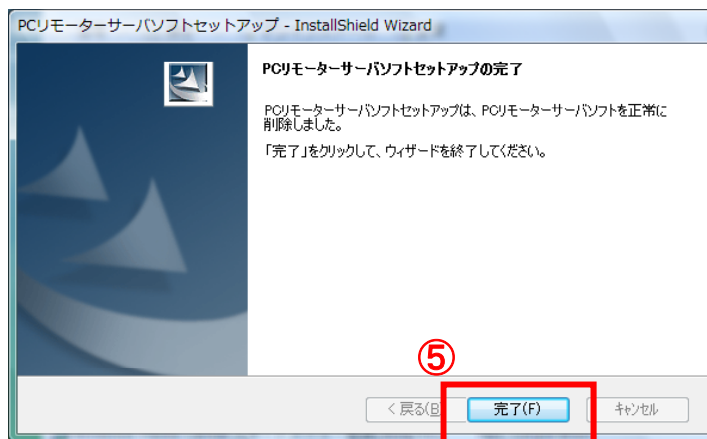 PCリモーターサーバソフトセットアップ - InstallShield Wizard
PCリモーターサーバソフトセットアップの完了
PCリモーターサーバソフトセットアップは、PCリモーターサーバソフトを正常に
削除しました。
「完了」をクリックして、ウィザードを終了してください。
⑤
< 戻る(B
完了(F)
キャンセル